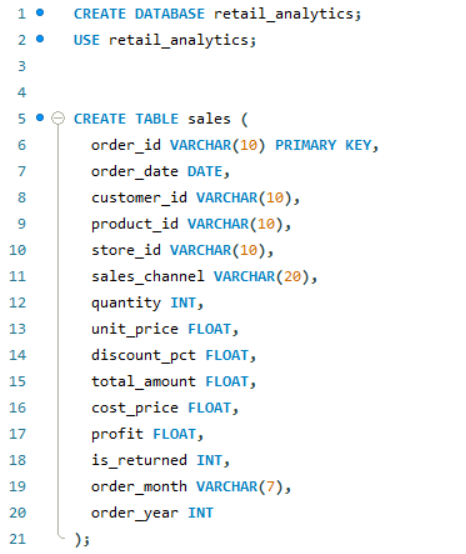 1 CREATE DATABASE retail_analytics;
2 USE retail_analytics;
3
4
5 CREATE TABLE sales (
6 order_id VARCHAR(10) PRIMARY KEY,
7 order_date DATE,
8 customer_id VARCHAR(10),
9 product_id VARCHAR(10),
10 store_id VARCHAR(10),
11 sales_channel VARCHAR(20),
12 quantity INT,
13 unit_price FLOAT,
14 discount_pct FLOAT,
15 total_amount FLOAT,
16 cost_price FLOAT,
17 profit FLOAT,
18 is_returned INT,
19 order_month VARCHAR(7),
20 order_year INT
21 );